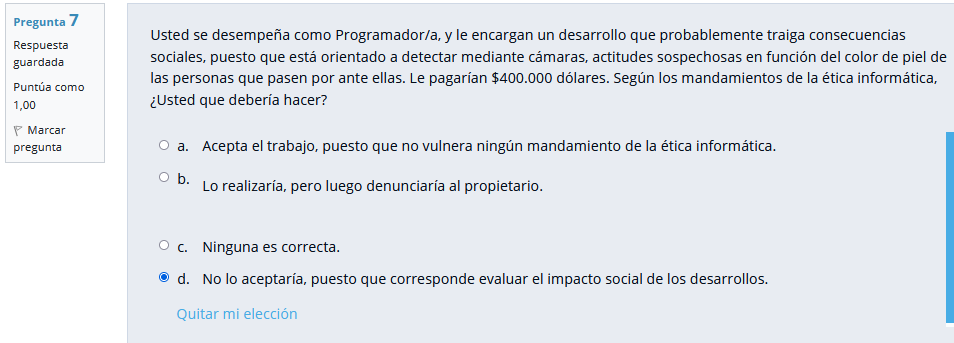 Pregunta 7
Respuesta
guardada
Puntúa como
1,00
Marcar
pregunta
Usted se desempeña como Programador/a, y le encargan un desarrollo que probablemente traiga consecuencias
sociales, puesto que está orientado a detectar mediante cámaras, actitudes sospechosas en función del color de piel de
las personas que pasen por ante ellas. Le pagarían $400.000 dólares. Según los mandamientos de la ética informática,
¿Usted que debería hacer?
a. Acepta el trabajo, puesto que no vulnera ningún mandamiento de la ética informática.
b. Lo realizaría, pero luego denunciaría al propietario.
c. Ninguna es correcta.
d. No lo aceptaría, puesto que corresponde evaluar el impacto social de los desarrollos.
Quitar mi elección